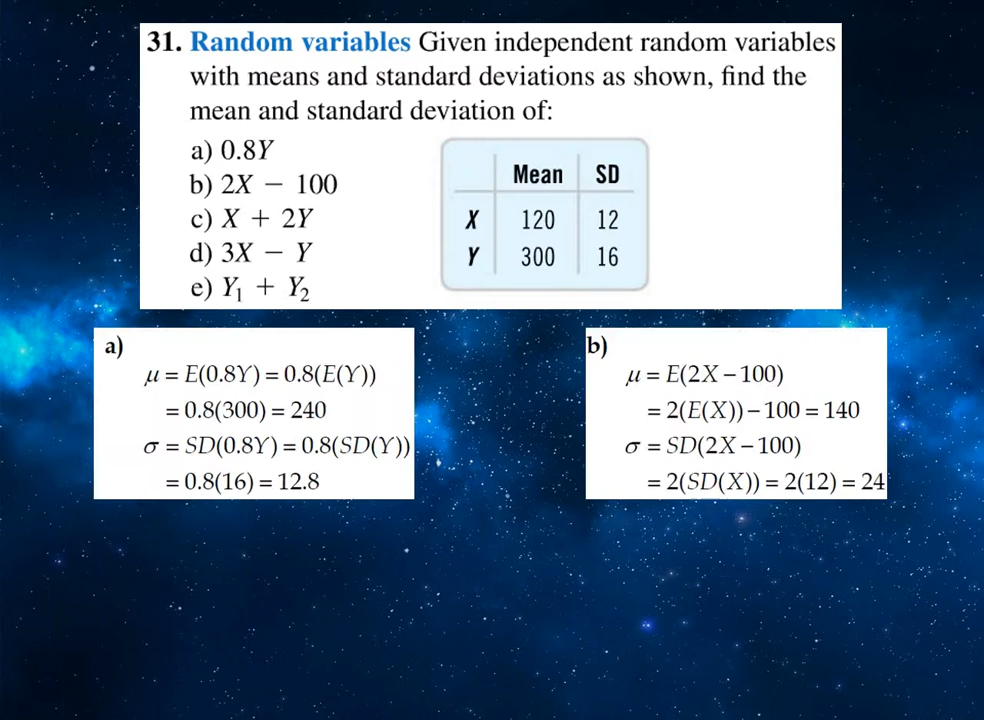 31. Random variables Given independent random variables
with means and standard deviations as shown, find the
mean and standard deviation of:
a) 0.8Y
b) 2X − 100
c) X + 2Y
d) 3X − Y
e) Y₁ + Y₂
Mean SD
X 120 12
Y 300 16
a)
μ = E(0.8Y) = 0.8(E(Y))
= 0.8(300) = 240
σ = SD(0.8Y) = 0.8(SD(Y))
= 0.8(16) = 12.8
b)
μ = E(2X − 100)
= 2(E(X)) − 100 = 140
σ = SD(2X − 100)
= 2(SD(X)) = 2(12) = 24